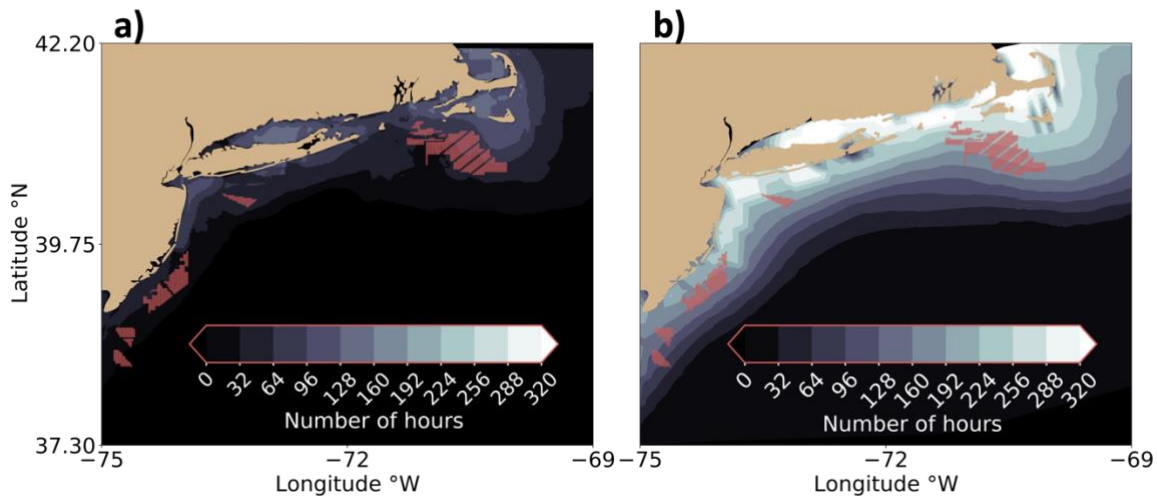 a)
b)
42.20
39.75
37.30
Latitude °N
0 32 64 96 128 160 192 224 256 288 320
Number of hours
0 32 64 96 128 160 192 224 256 288 320
Number of hours
−75 −72 −69
−75 −72 −69
Longitude °W
Longitude °W